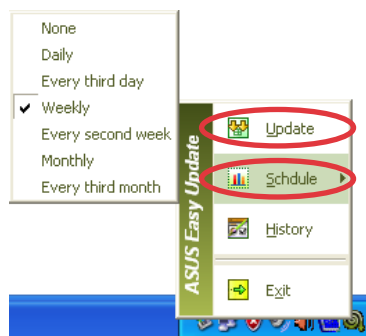 None
Daily
Every third day
Weekly
Every second week
Monthly
Every third month
ASUS Easy Update
Update
Schdule
History
Exit